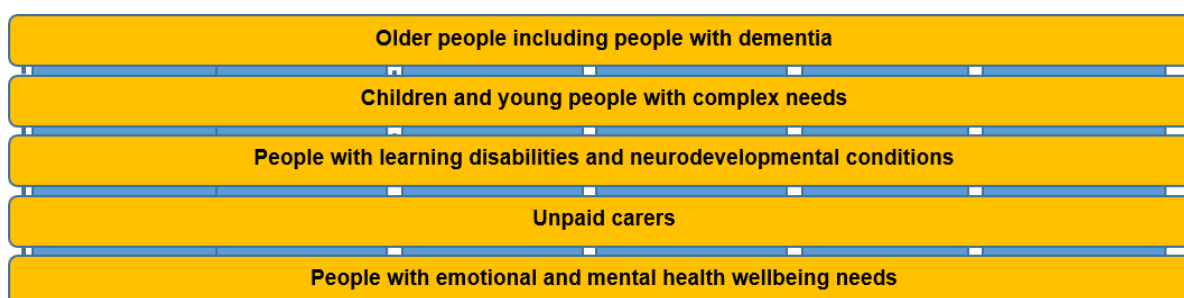 Older people including people with dementia
Children and young people with complex needs
People with learning disabilities and neurodevelopmental conditions
Unpaid carers
People with emotional and mental health wellbeing needs